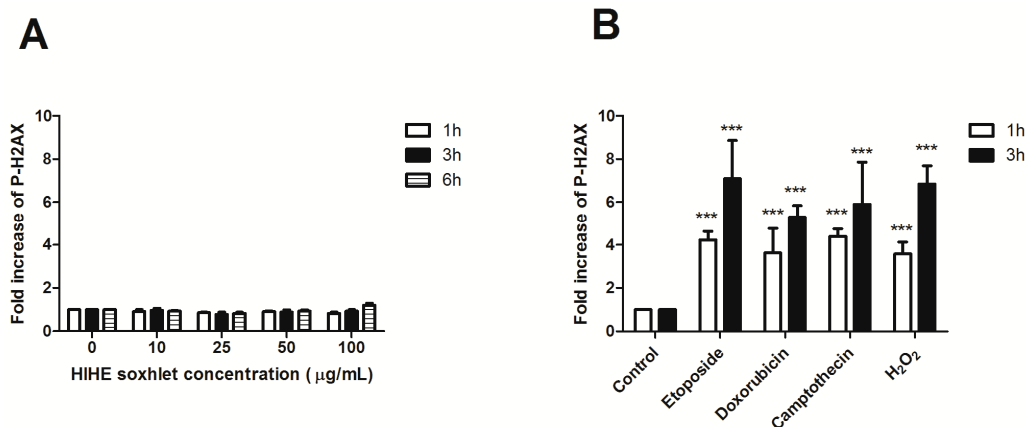 A
Fold increase of P-H2AX
10
8
6
4
2
0
0 10 25 50 100
HIHE soxhlet concentration ( μg/mL)
1h
3h
6h
B
Fold increase of P-H2AX
10
8
6
4
2
0
*** ***
*** ***
*** ***
*** ***
Control
Etoposide
Doxorubicin
Camptothecin
H₂O₂
1h
3h